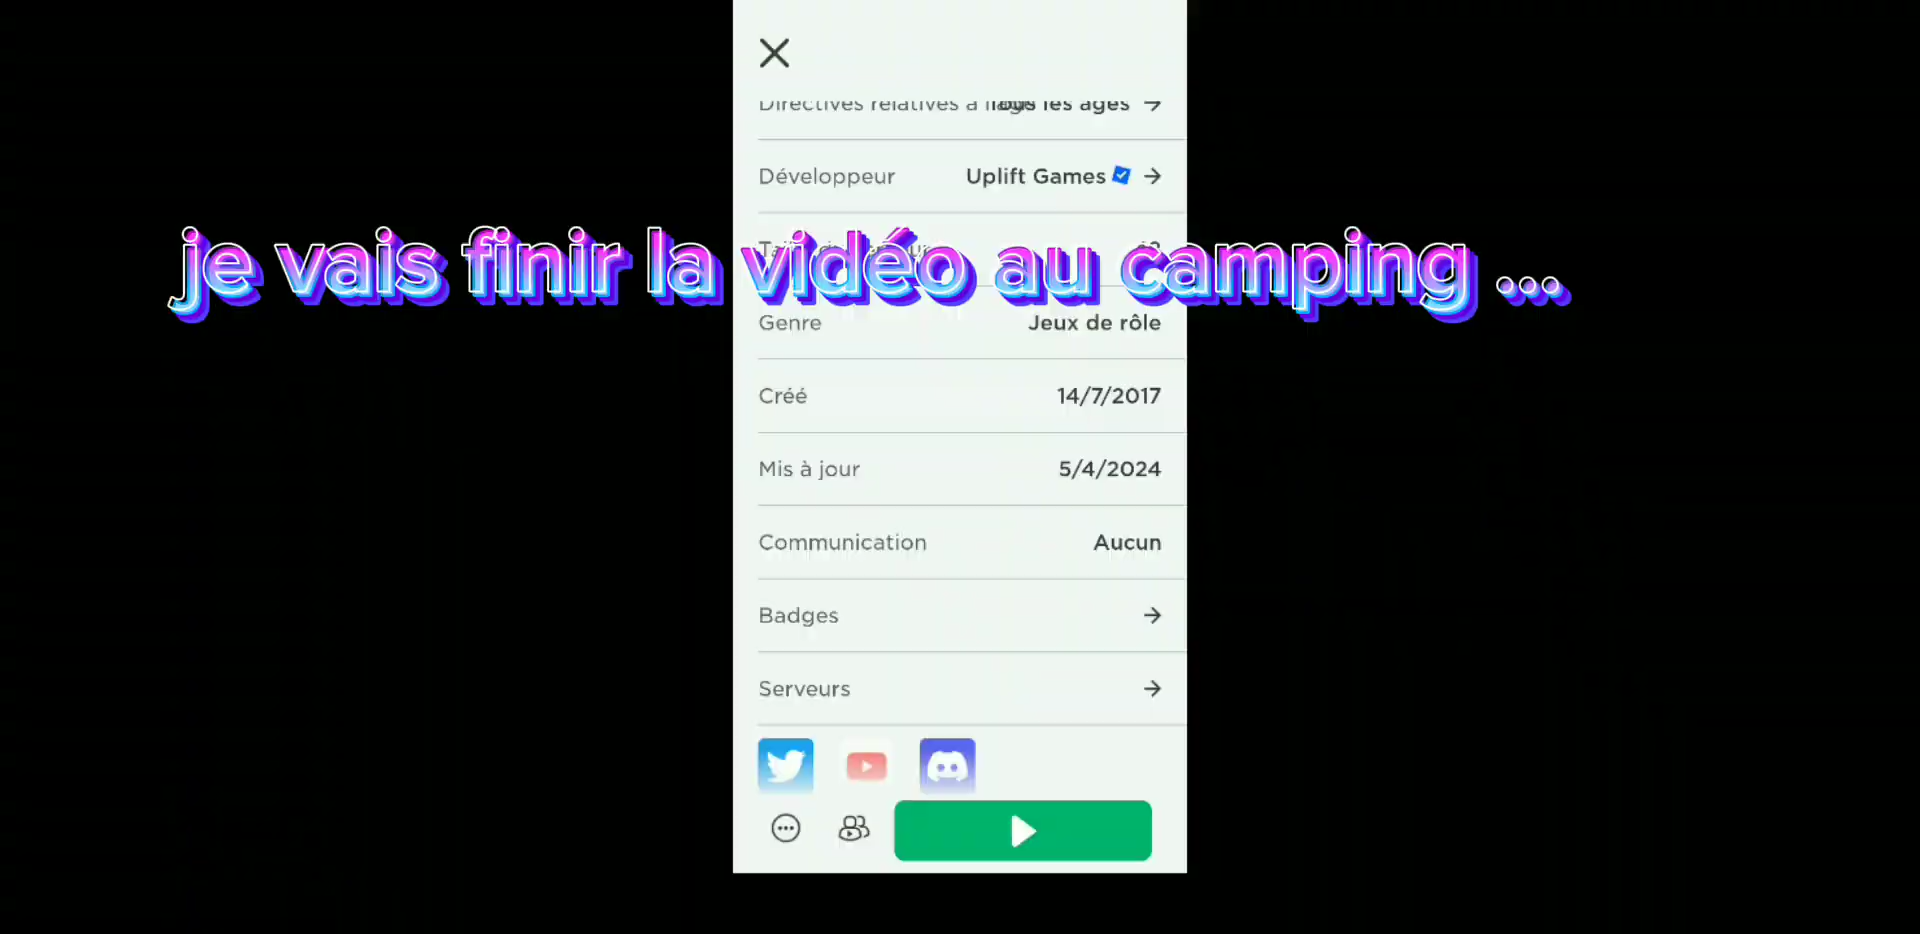 Directives relatives à l'âge Tous les âges
Développeur Uplift Games
je vais finir la vidéo au camping ...
Genre Jeux de rôle
Créé 14/7/2017
Mis à jour 5/4/2024
Communication Aucun
Badges
Serveurs